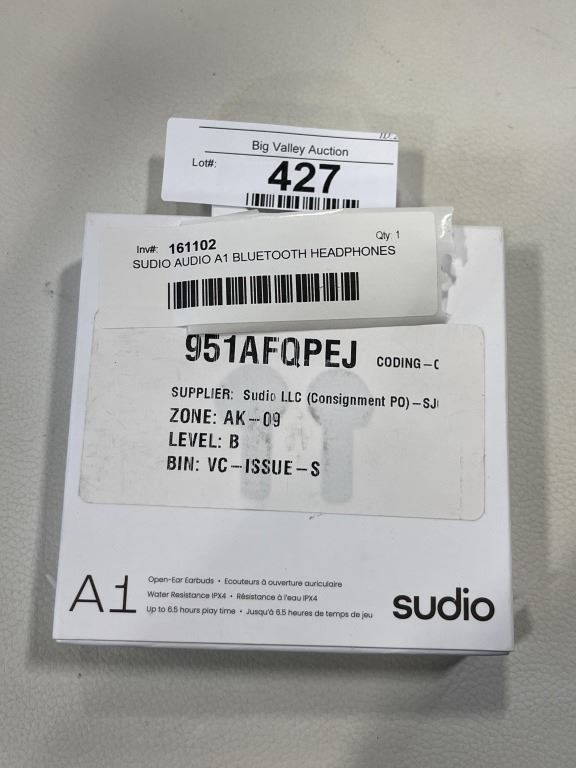 Big Valley Auction
Lot#:
427
Inv#: 161102
Qty: 1
SUDIO AUDIO A1 BLUETOOTH HEADPHONES
951AFQPEJ CODING-C
SUPPLIER: Sudio LLC (Consignment PO)-SJ
ZONE: AK-09
LEVEL: B
BIN: VC-ISSUE-S
A1
Open-Ear Earbuds • Ecouteurs à ouverture auriculaire
Water Resistance IPX4 • Résistance à l'eau IPX4
Up to 6.5 hours play time • Jusqu'à 6.5 heures de temps de jeu
sudio